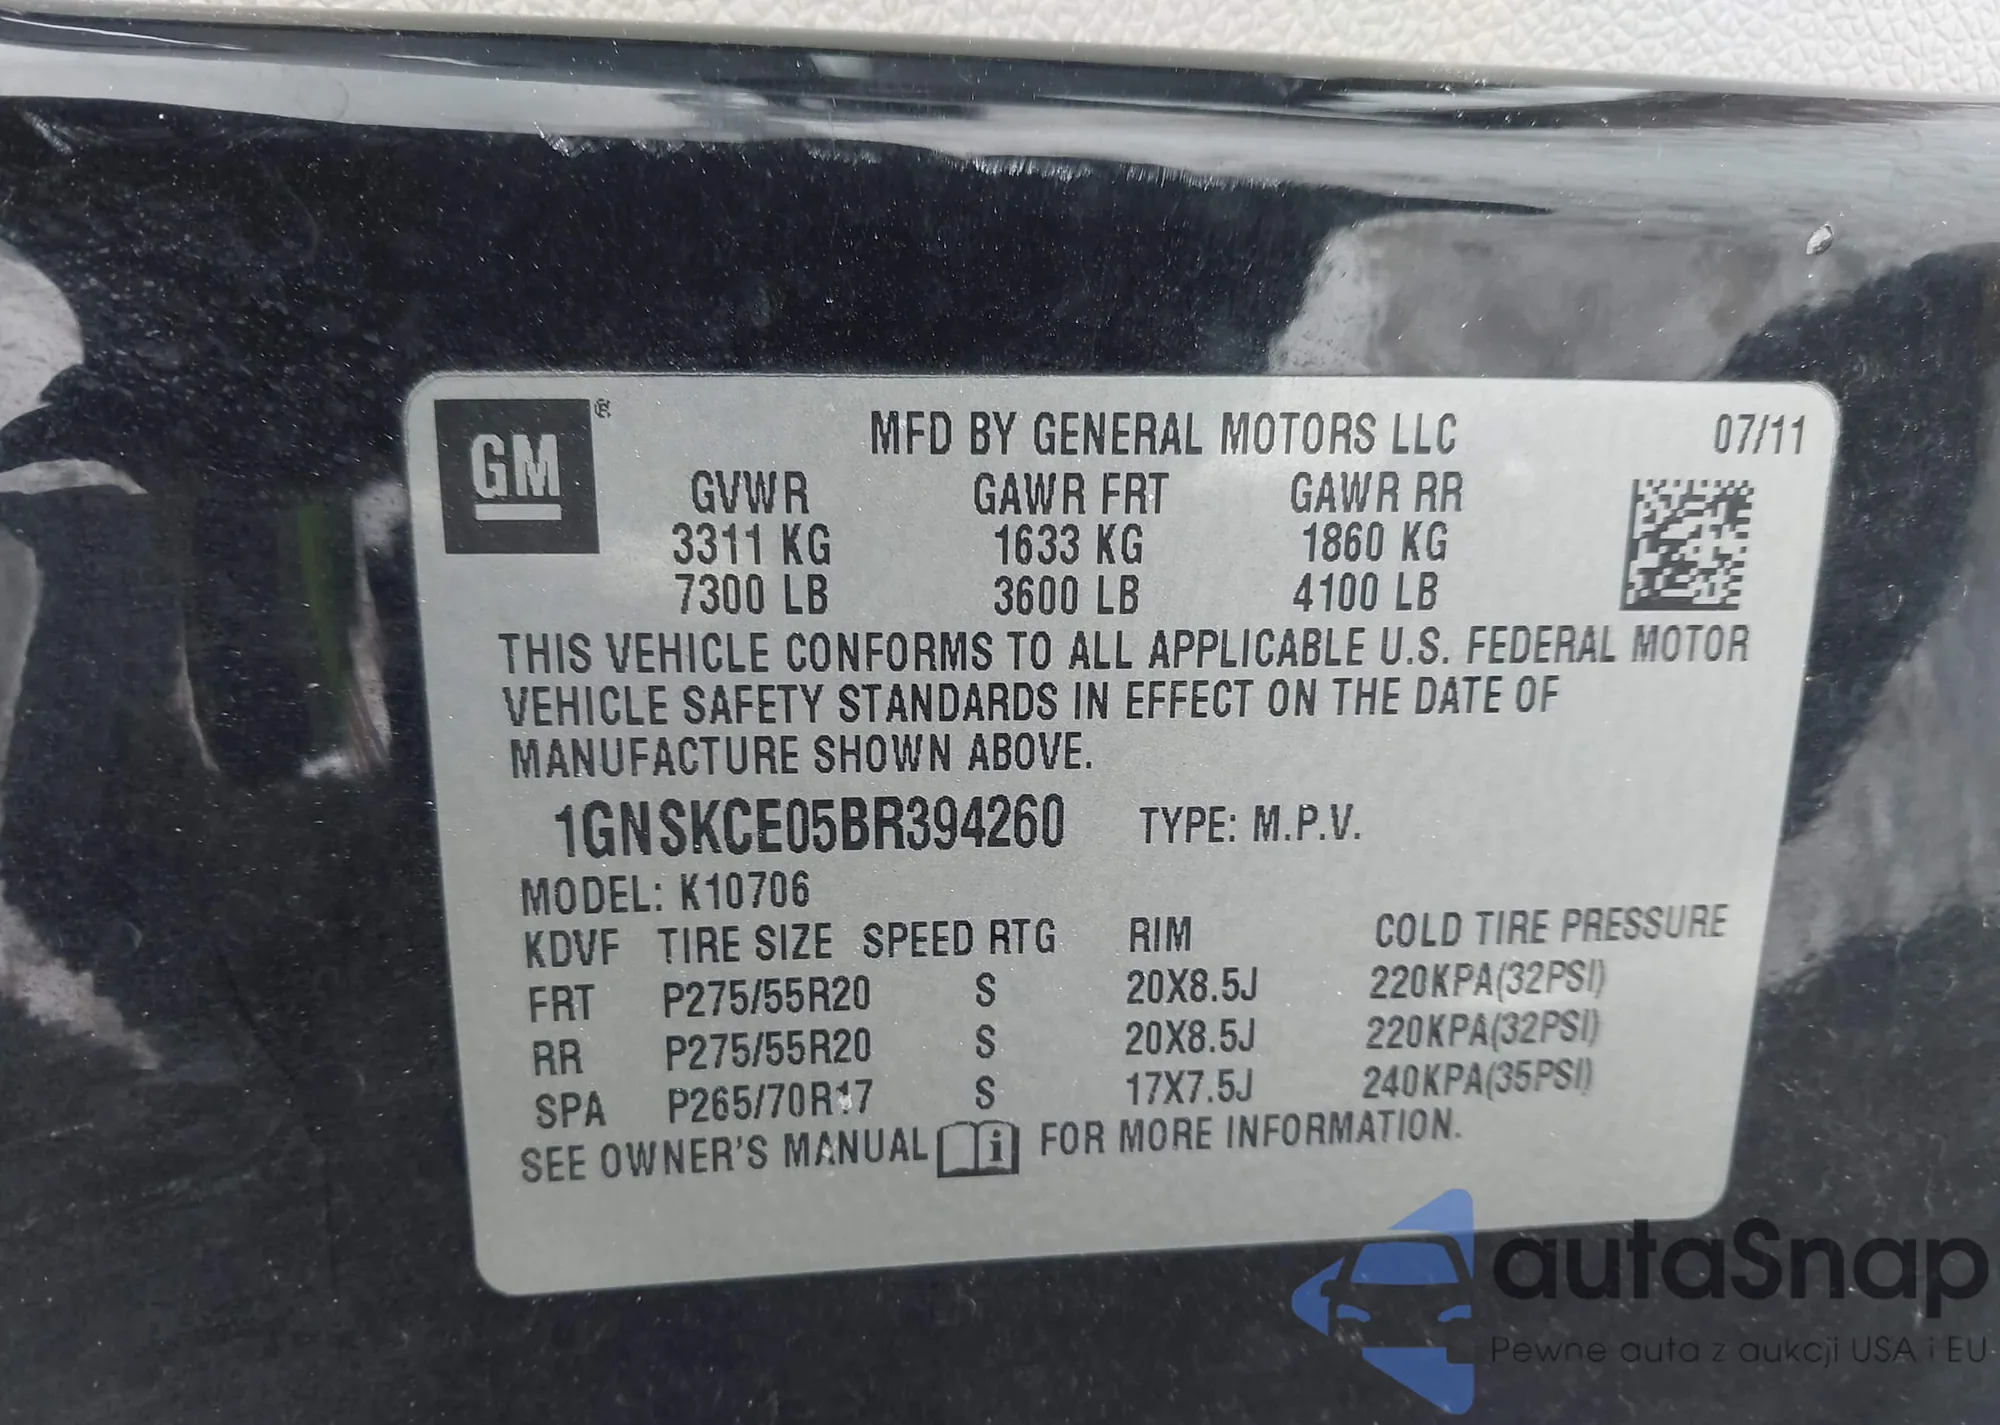 GM ®
MFD BY GENERAL MOTORS LLC 07/11
GVWR GAWR FRT GAWR RR
3311 KG 1633 KG 1860 KG
7300 LB 3600 LB 4100 LB
THIS VEHICLE CONFORMS TO ALL APPLICABLE U.S. FEDERAL MOTOR
VEHICLE SAFETY STANDARDS IN EFFECT ON THE DATE OF
MANUFACTURE SHOWN ABOVE.
1GNSKCE05BR394260 TYPE: M.P.V.
MODEL: K10706
KDVF TIRE SIZE SPEED RTG RIM COLD TIRE PRESSURE
FRT P275/55R20 S 20X8.5J 220KPA(32PSI)
RR P275/55R20 S 20X8.5J 220KPA(32PSI)
SPA P265/70R17 S 17X7.5J 240KPA(35PSI)
SEE OWNER'S MANUAL i FOR MORE INFORMATION.
autaSnap
Pewne auta z aukcji USA i EU